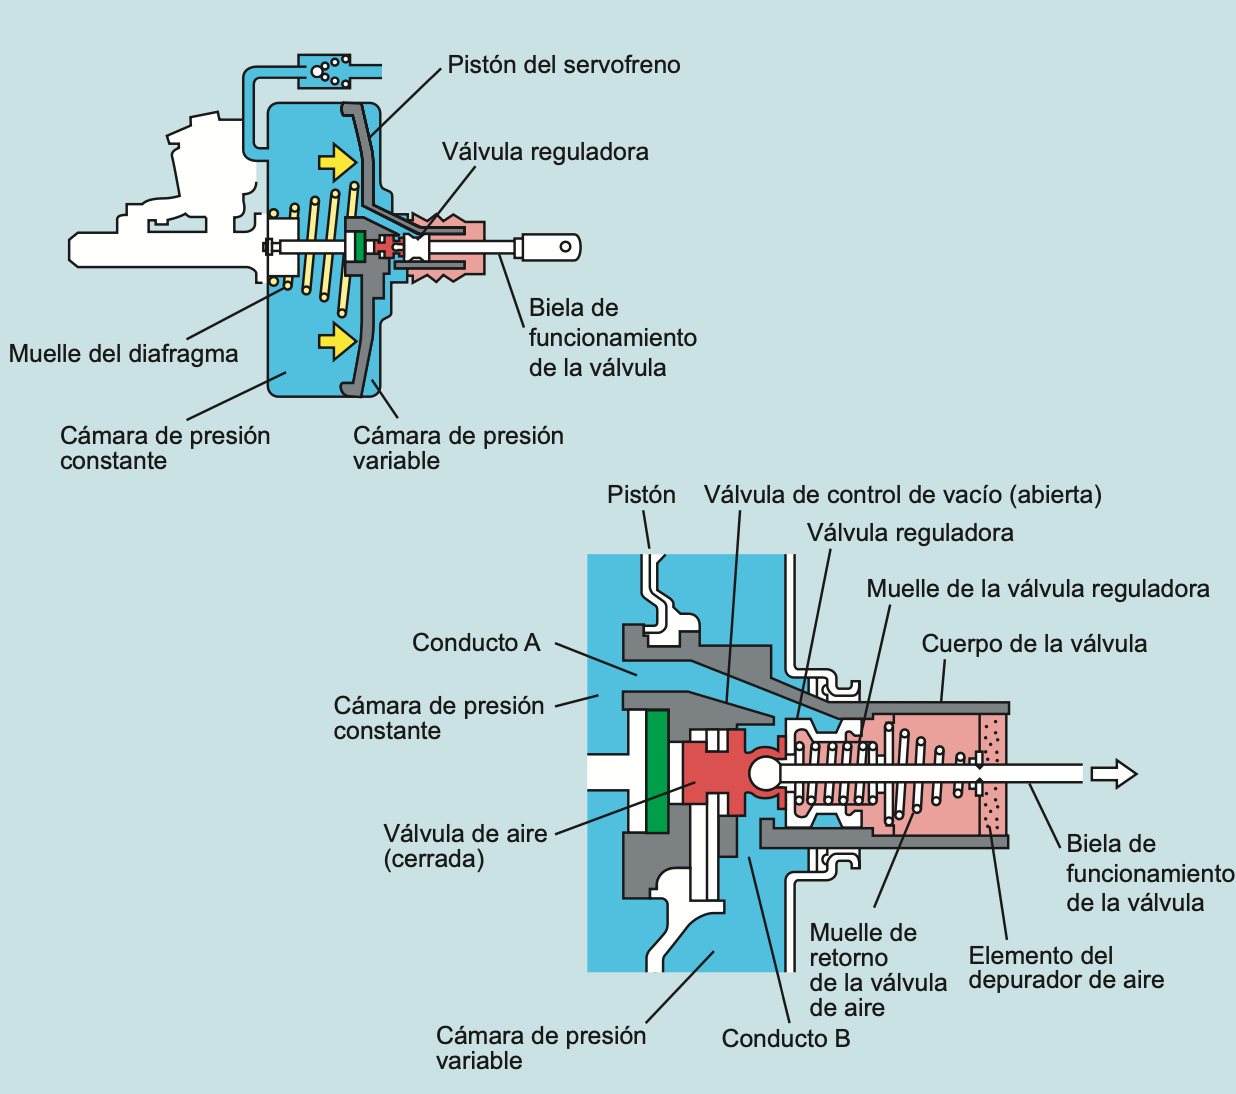 Pistón del servofreno
Válvula reguladora
Biela de
funcionamiento
de la válvula
Muelle del diafragma
Cámara de presión
constante
Cámara de presión
variable
Pistón
Válvula de control de vacío (abierta)
Válvula reguladora
Muelle de la válvula reguladora
Cuerpo de la válvula
Conducto A
Cámara de presión
constante
Válvula de aire
(cerrada)
Biela de
funcionamiento
de la válvula
Muelle de
retorno
de la válvula
de aire
Elemento del
depurador de aire
Cámara de presión
variable
Conducto B